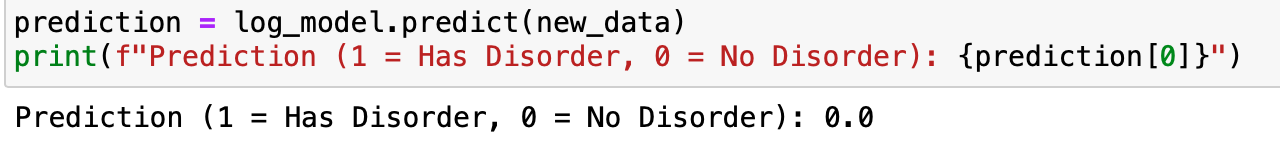 prediction = log_model.predict(new_data)
print(f"Prediction (1 = Has Disorder, 0 = No Disorder): {prediction[0]}")
Prediction (1 = Has Disorder, 0 = No Disorder): 0.0